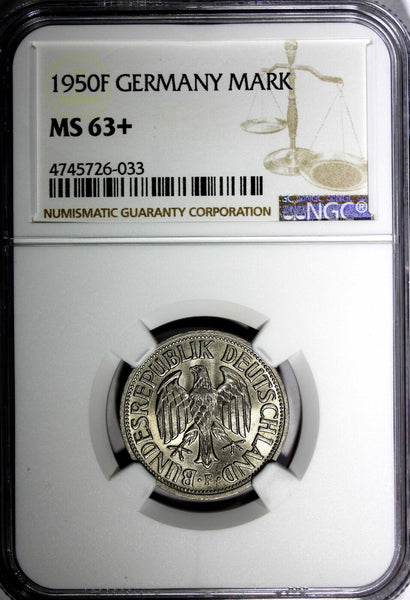 1950F GERMANY MARK
MS 63+
4745726-033
NUMISMATIC GUARANTY CORPORATION
NGC®
BUNDESREPUBLIK DEUTSCHLAND
F